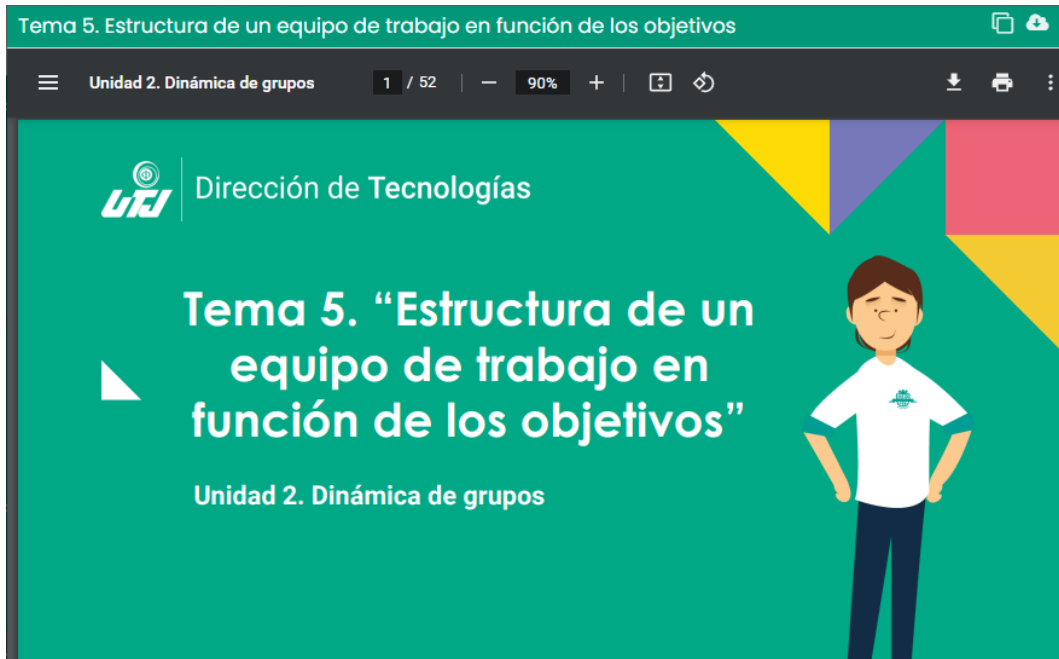 Tema 5. Estructura de un equipo de trabajo en función de los objetivos
Unidad 2. Dinámica de grupos 1 / 52 90%
UTJ Dirección de Tecnologías
Tema 5. “Estructura de un
equipo de trabajo en
función de los objetivos”
Unidad 2. Dinámica de grupos